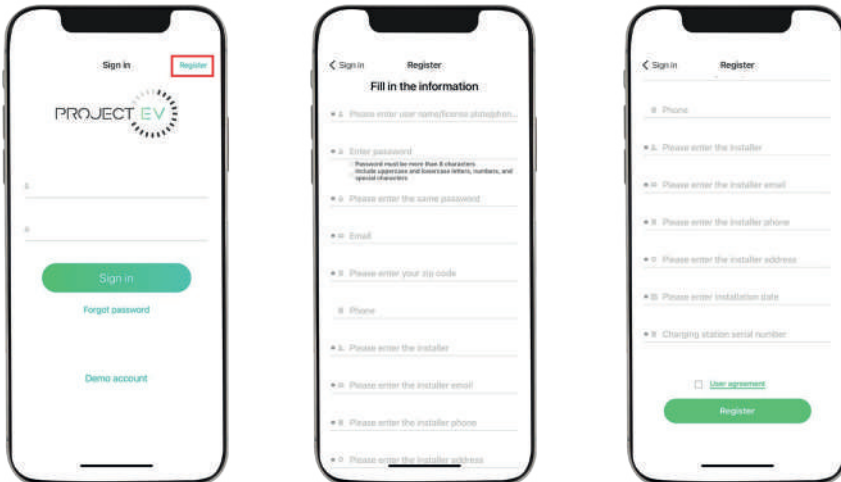 Sign in
Register
PROJECT EV
Sign in
Forgot password
Demo account
Sign in
Register
Fill in the information
Please enter user name/license plate/phon...
Enter password
Password must be more than 8 characters
Include uppercase and lowercase letters, numbers, and
special characters
Please enter the same password
Email
Please enter your zip code
Phone
Please enter the installer
Please enter the installer email
Please enter the installer phone
Please enter the installer address
Sign in
Register
Phone
Please enter the installer
Please enter the installer email
Please enter the installer phone
Please enter the installer address
Please enter installation date
Charging station serial number
User agreement
Register